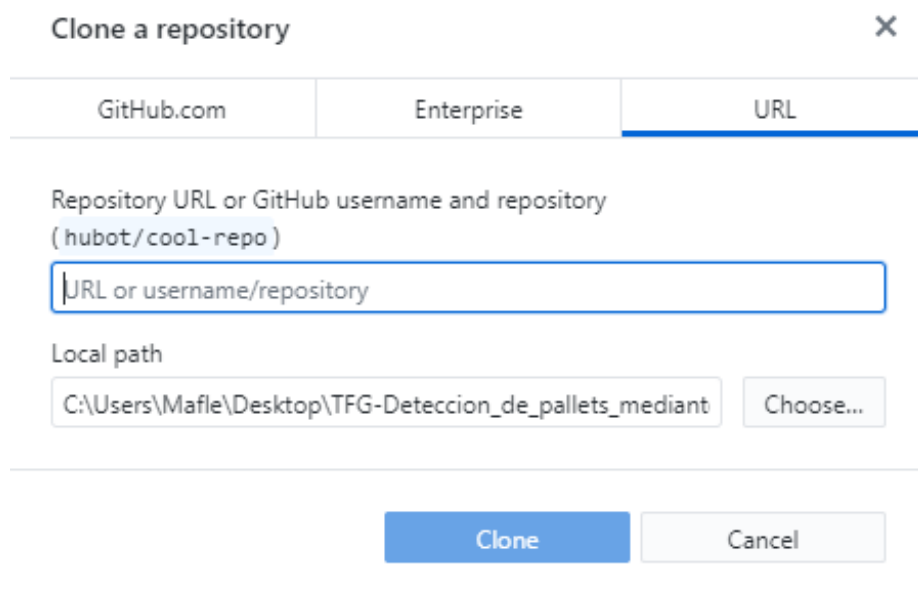 Clone a repository
GitHub.com Enterprise URL
Repository URL or GitHub username and repository
(hubot/cool-repo)
URL or username/repository
Local path
C:\Users\Mafle\Desktop\TFG-Deteccion_de_pallets_mediant Choose...
Clone Cancel